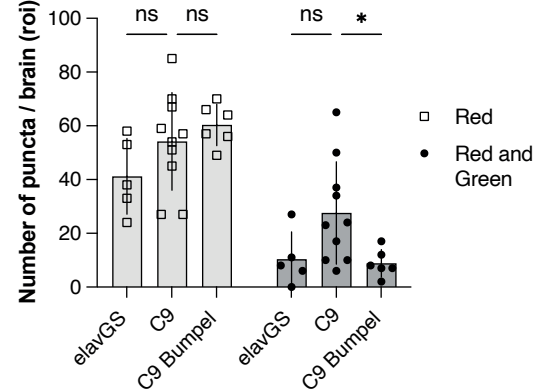 ns ns ns *
Number of puncta / brain (roi)
100
80
60
40
20
0
Red
Red and
Green
elavGS
C9
C9 Bumpel
elavGS
C9
C9 Bumpel